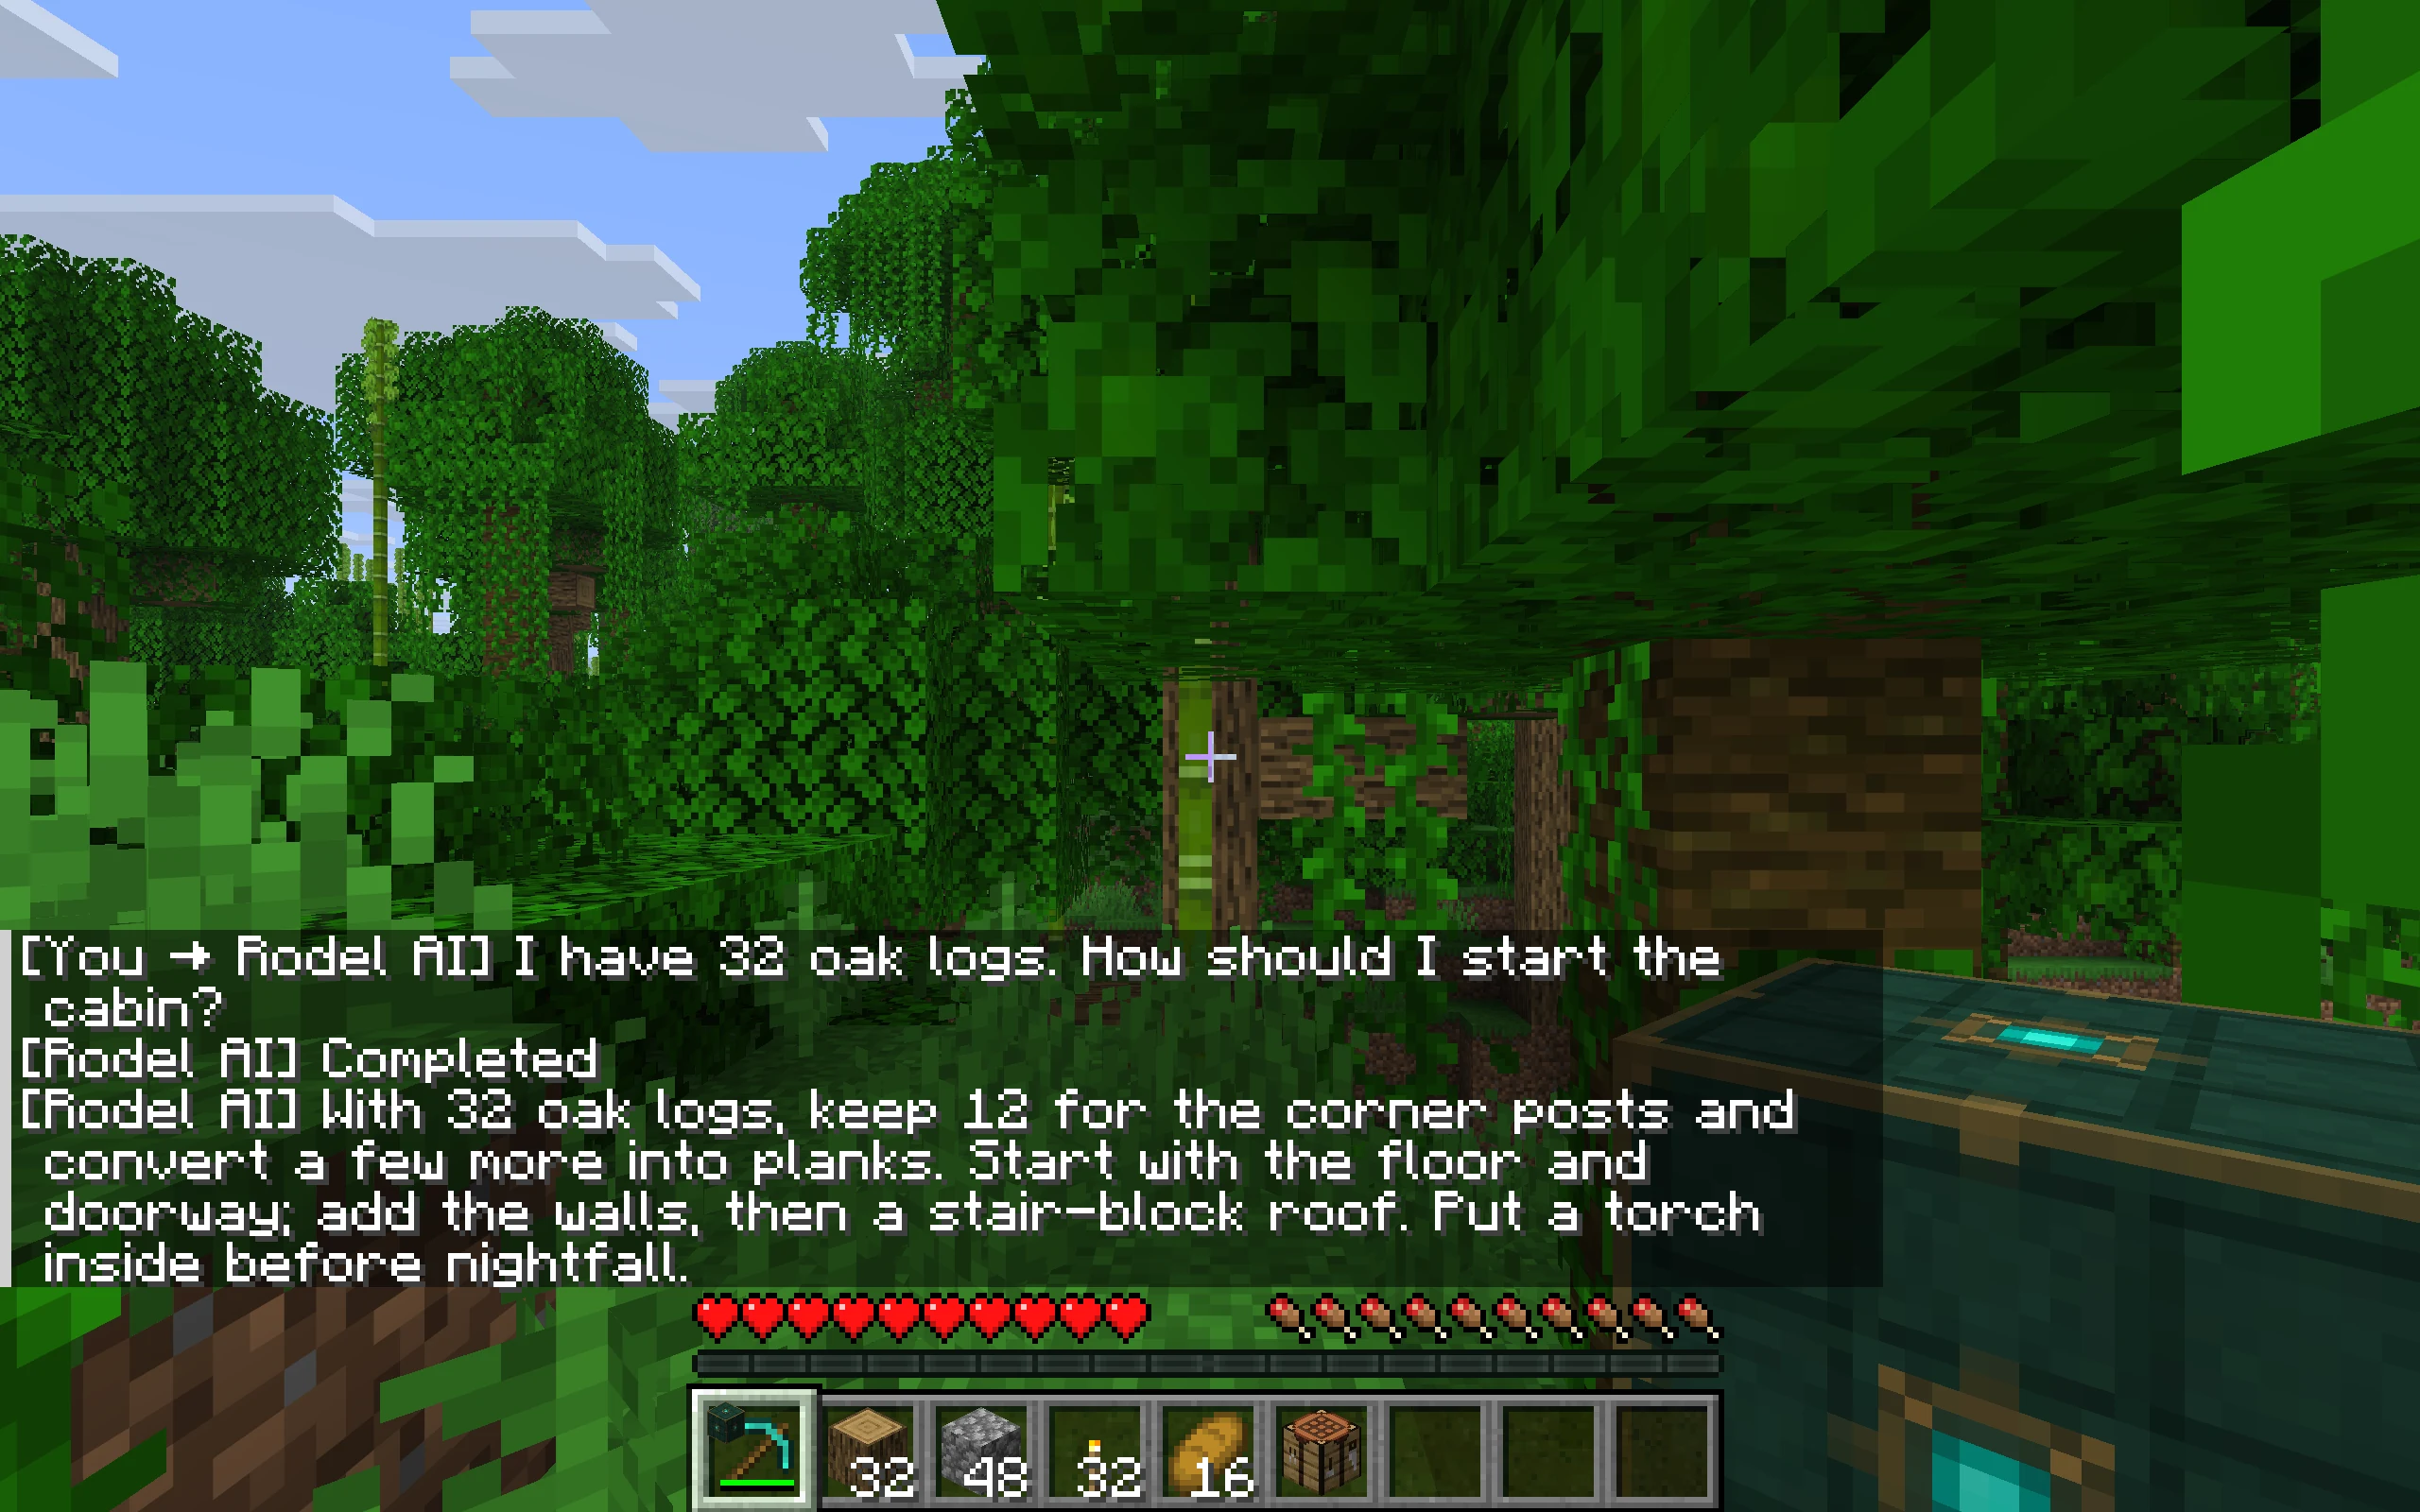 [You → Rodel AI] I have 32 oak logs. How should I start the
cabin?
[Rodel AI] Completed
[Rodel AI] With 32 oak logs, keep 12 for the corner posts and
convert a few more into planks. Start with the floor and
doorway; add the walls, then a stair-block roof. Put a torch
inside before nightfall.
32 48 32 16